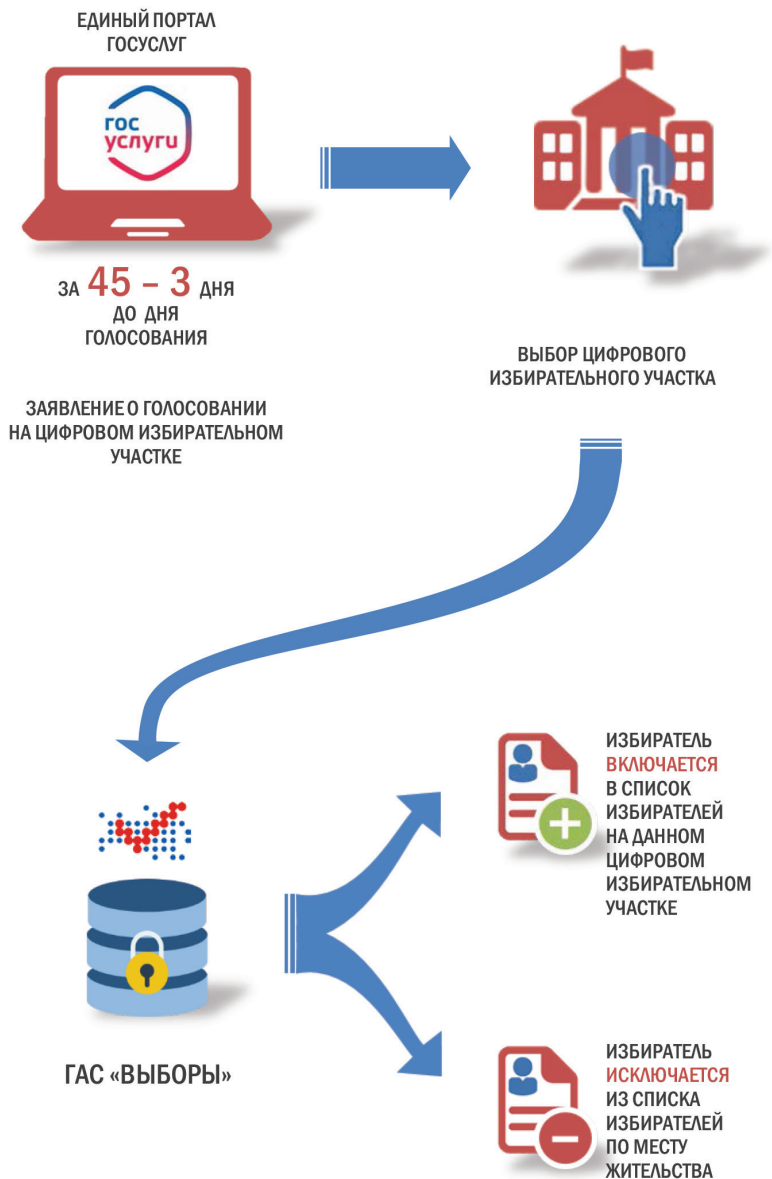 ЕДИНЫЙ ПОРТАЛ
ГОСУСЛУГ
гос
услуги
ЗА 45 – 3 ДНЯ
ДО ДНЯ
ГОЛОСОВАНИЯ
ЗАЯВЛЕНИЕ О ГОЛОСОВАНИИ
НА ЦИФРОВОМ ИЗБИРАТЕЛЬНОМ
УЧАСТКЕ
ВЫБОР ЦИФРОВОГО
ИЗБИРАТЕЛЬНОГО УЧАСТКА
ГАС «ВЫБОРЫ»
ИЗБИРАТЕЛЬ
ВКЛЮЧАЕТСЯ
В СПИСОК
ИЗБИРАТЕЛЕЙ
НА ДАННОМ
ЦИФРОВОМ
ИЗБИРАТЕЛЬНОМ
УЧАСТКЕ
ИЗБИРАТЕЛЬ
ИСКЛЮЧАЕТСЯ
ИЗ СПИСКА
ИЗБИРАТЕЛЕЙ
ПО МЕСТУ
ЖИТЕЛЬСТВА